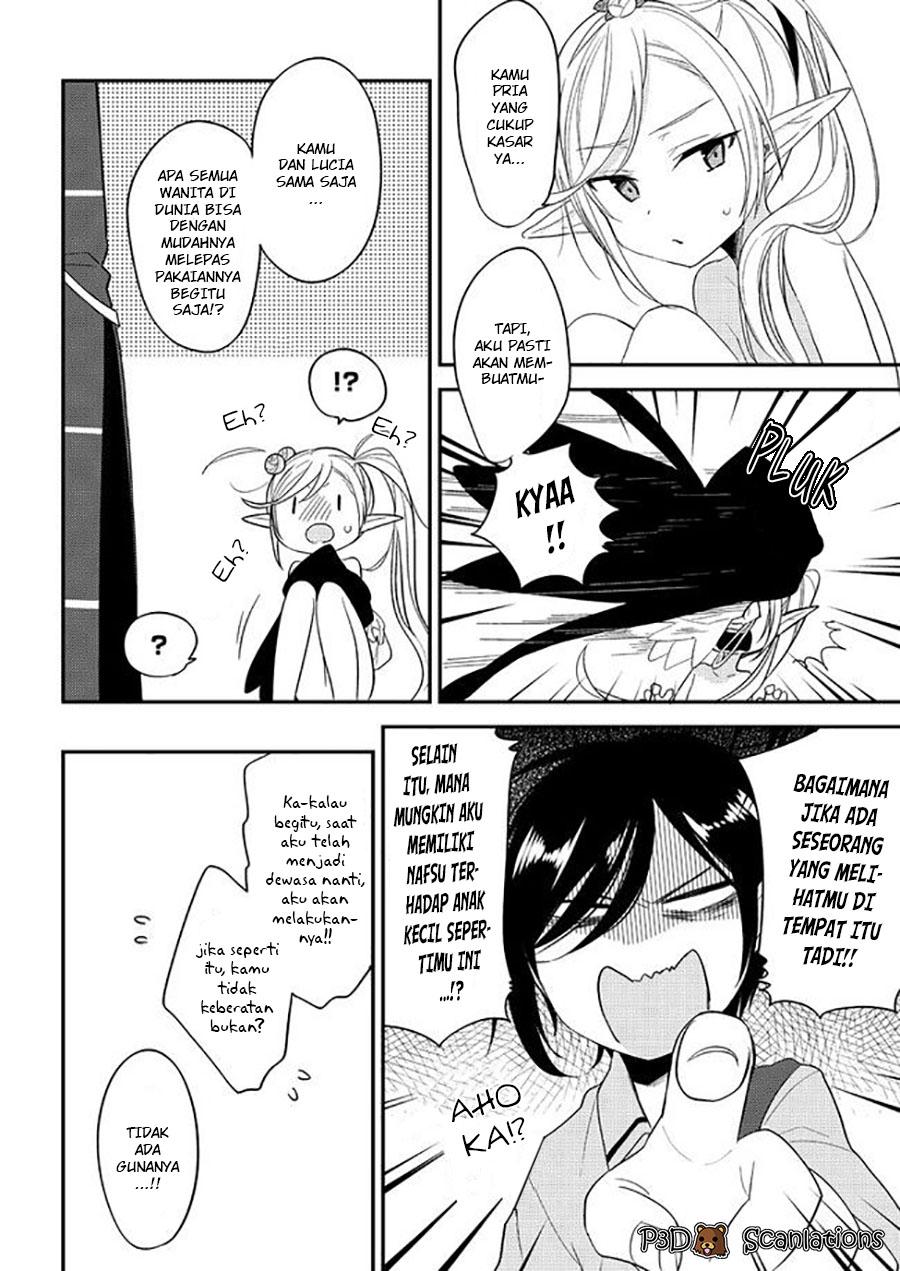 KAMU
PRIA
YANG
CUKUP
KASAR
YA...
TAPI,
AKU PASTI
AKAN MEM-
BUATMU-
PLUK
KYAA
!!
KAMU
DAN LUCIA
SAMA SAJA
...
APA SEMUA
WANITA DI
DUNIA BISA
DENGAN
MUDAHNYA
MELEPAS
PAKAIANNYA
BEGITU
SAJA!?
!?
Eh?
Eh?
Eh?
?
BAGAIMANA
JIKA ADA
SESEORANG
YANG MELI-
HATMU DI
TEMPAT ITU
TADI!!
SELAIN
ITU, MANA
MUNGKIN AKU
MEMILIKI
NAFSU TER-
HADAP ANAK
KECIL SEPER-
TIMU INI
...!?
AHO
KA!?
Ka-kalau
begitu, saat
aku telah
menjadi
dewasa nanti,
aku akan
melakukan-
nya!!
jika seperti
itu, kamu
tidak
keberatan
bukan?
TIDAK
ADA
GUNANYA
...!!
P3D Scanlations